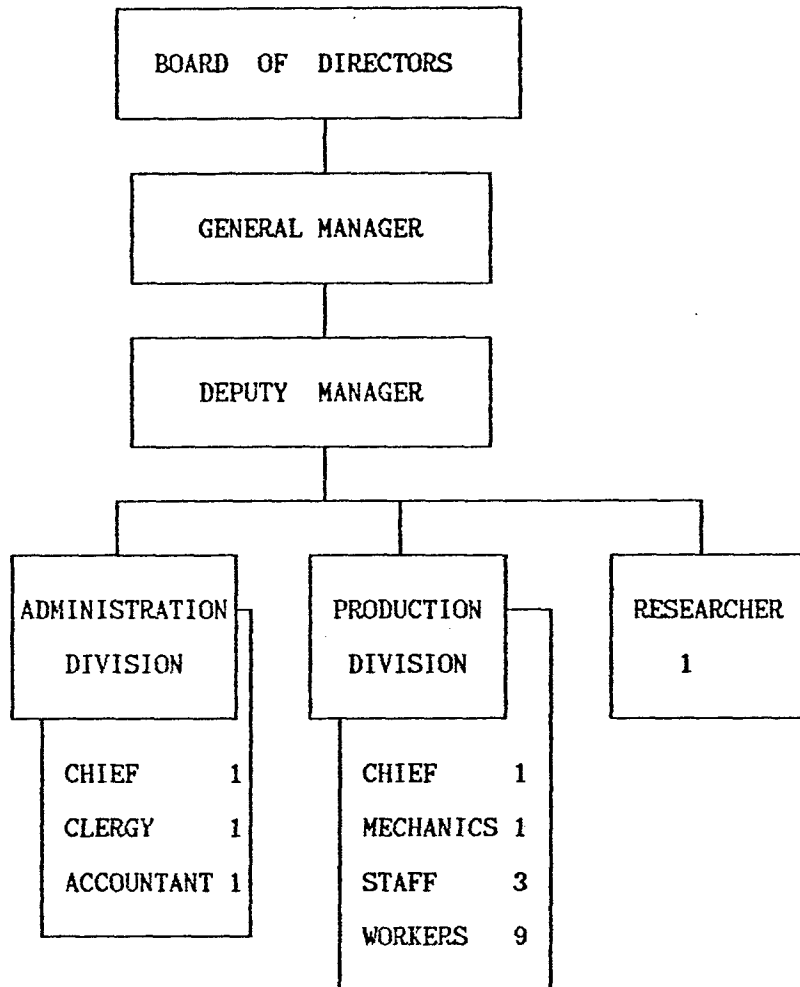 BOARD OF DIRECTORS
GENERAL MANAGER
DEPUTY MANAGER
ADMINISTRATION
DIVISION
CHIEF 1
CLERGY 1
ACCOUNTANT 1
PRODUCTION
DIVISION
CHIEF 1
MECHANICS 1
STAFF 3
WORKERS 9
RESEARCHER
1